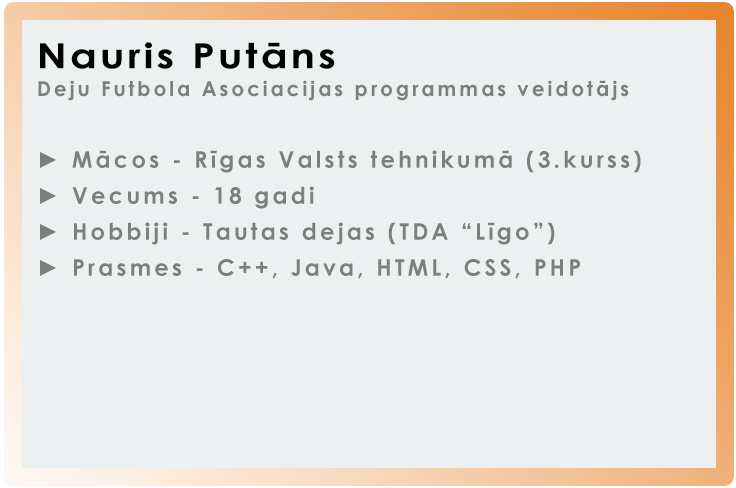 Nauris Putāns
Deju Futbola Asociacijas programmas veidotājs
► Mācos - Rīgas Valsts tehnikumā (3.kurss)
► Vecums - 18 gadi
► Hobbiji - Tautas dejas (TDA “Līgo”)
► Prasmes - C++, Java, HTML, CSS, PHP